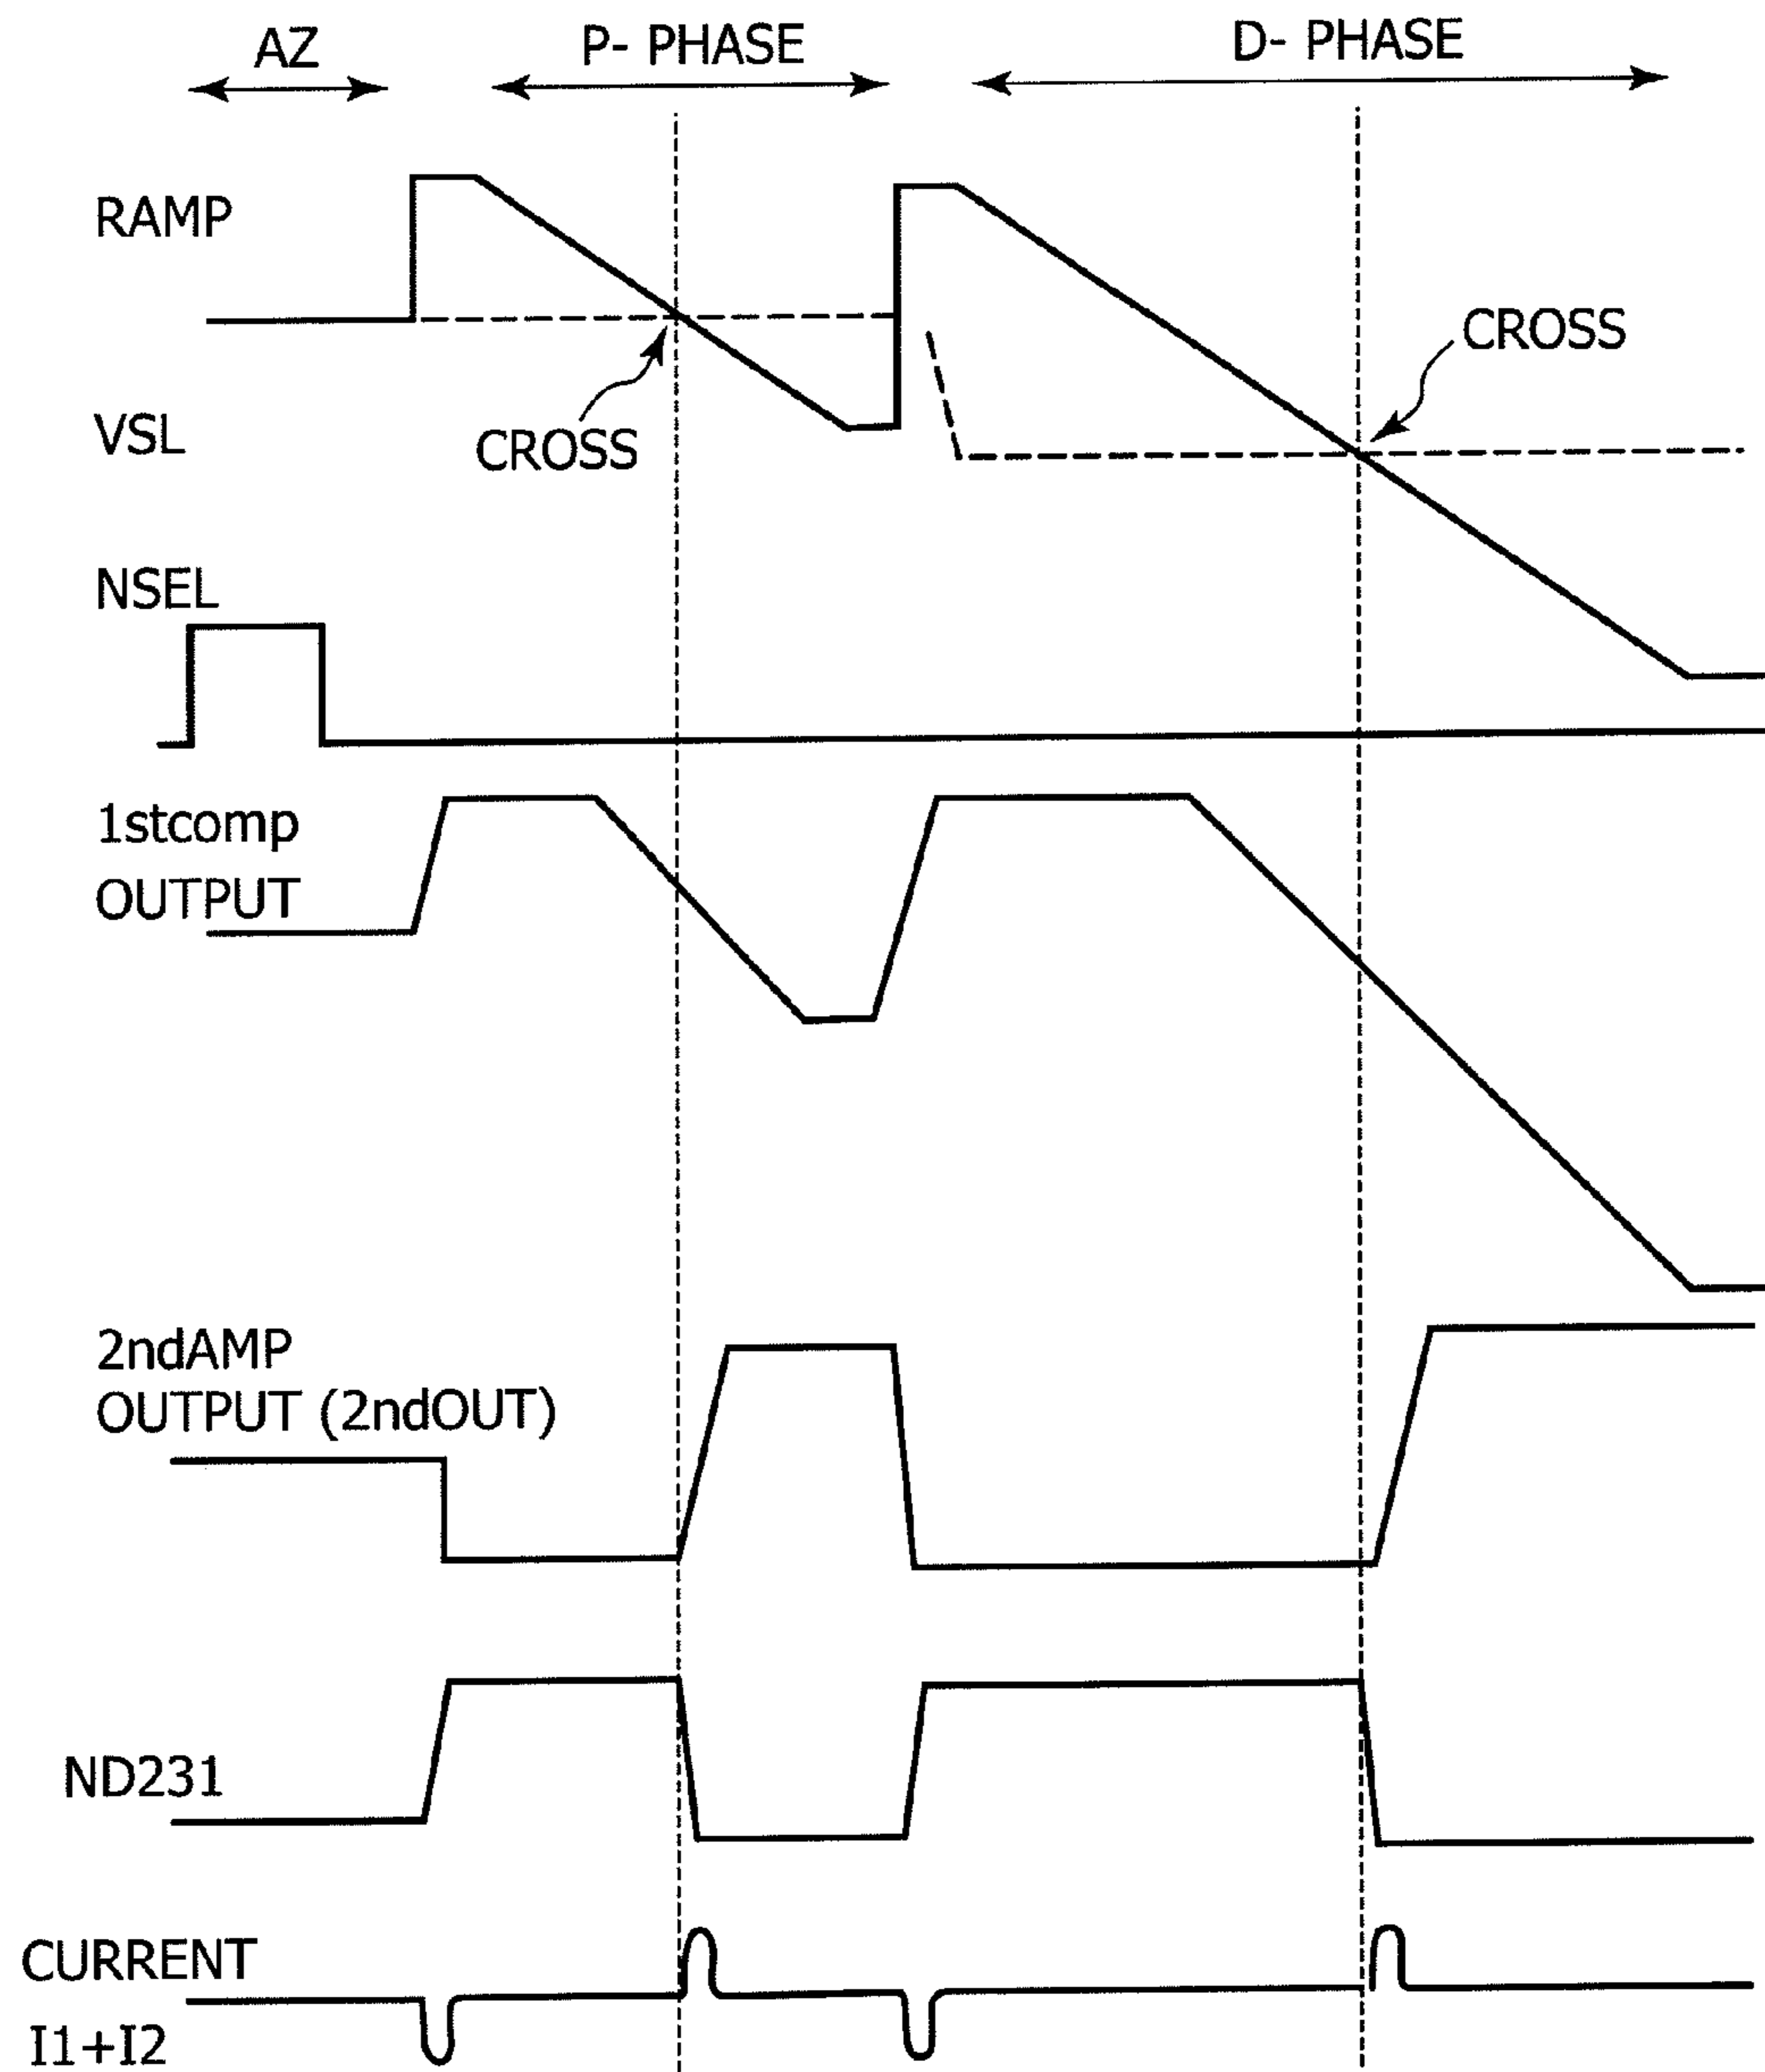 AZ
P- PHASE
D- PHASE
RAMP
CROSS
VSL
CROSS
NSEL
1stcomp
OUTPUT
2ndAMP
OUTPUT (2ndOUT)
ND231
CURRENT
I1+I2